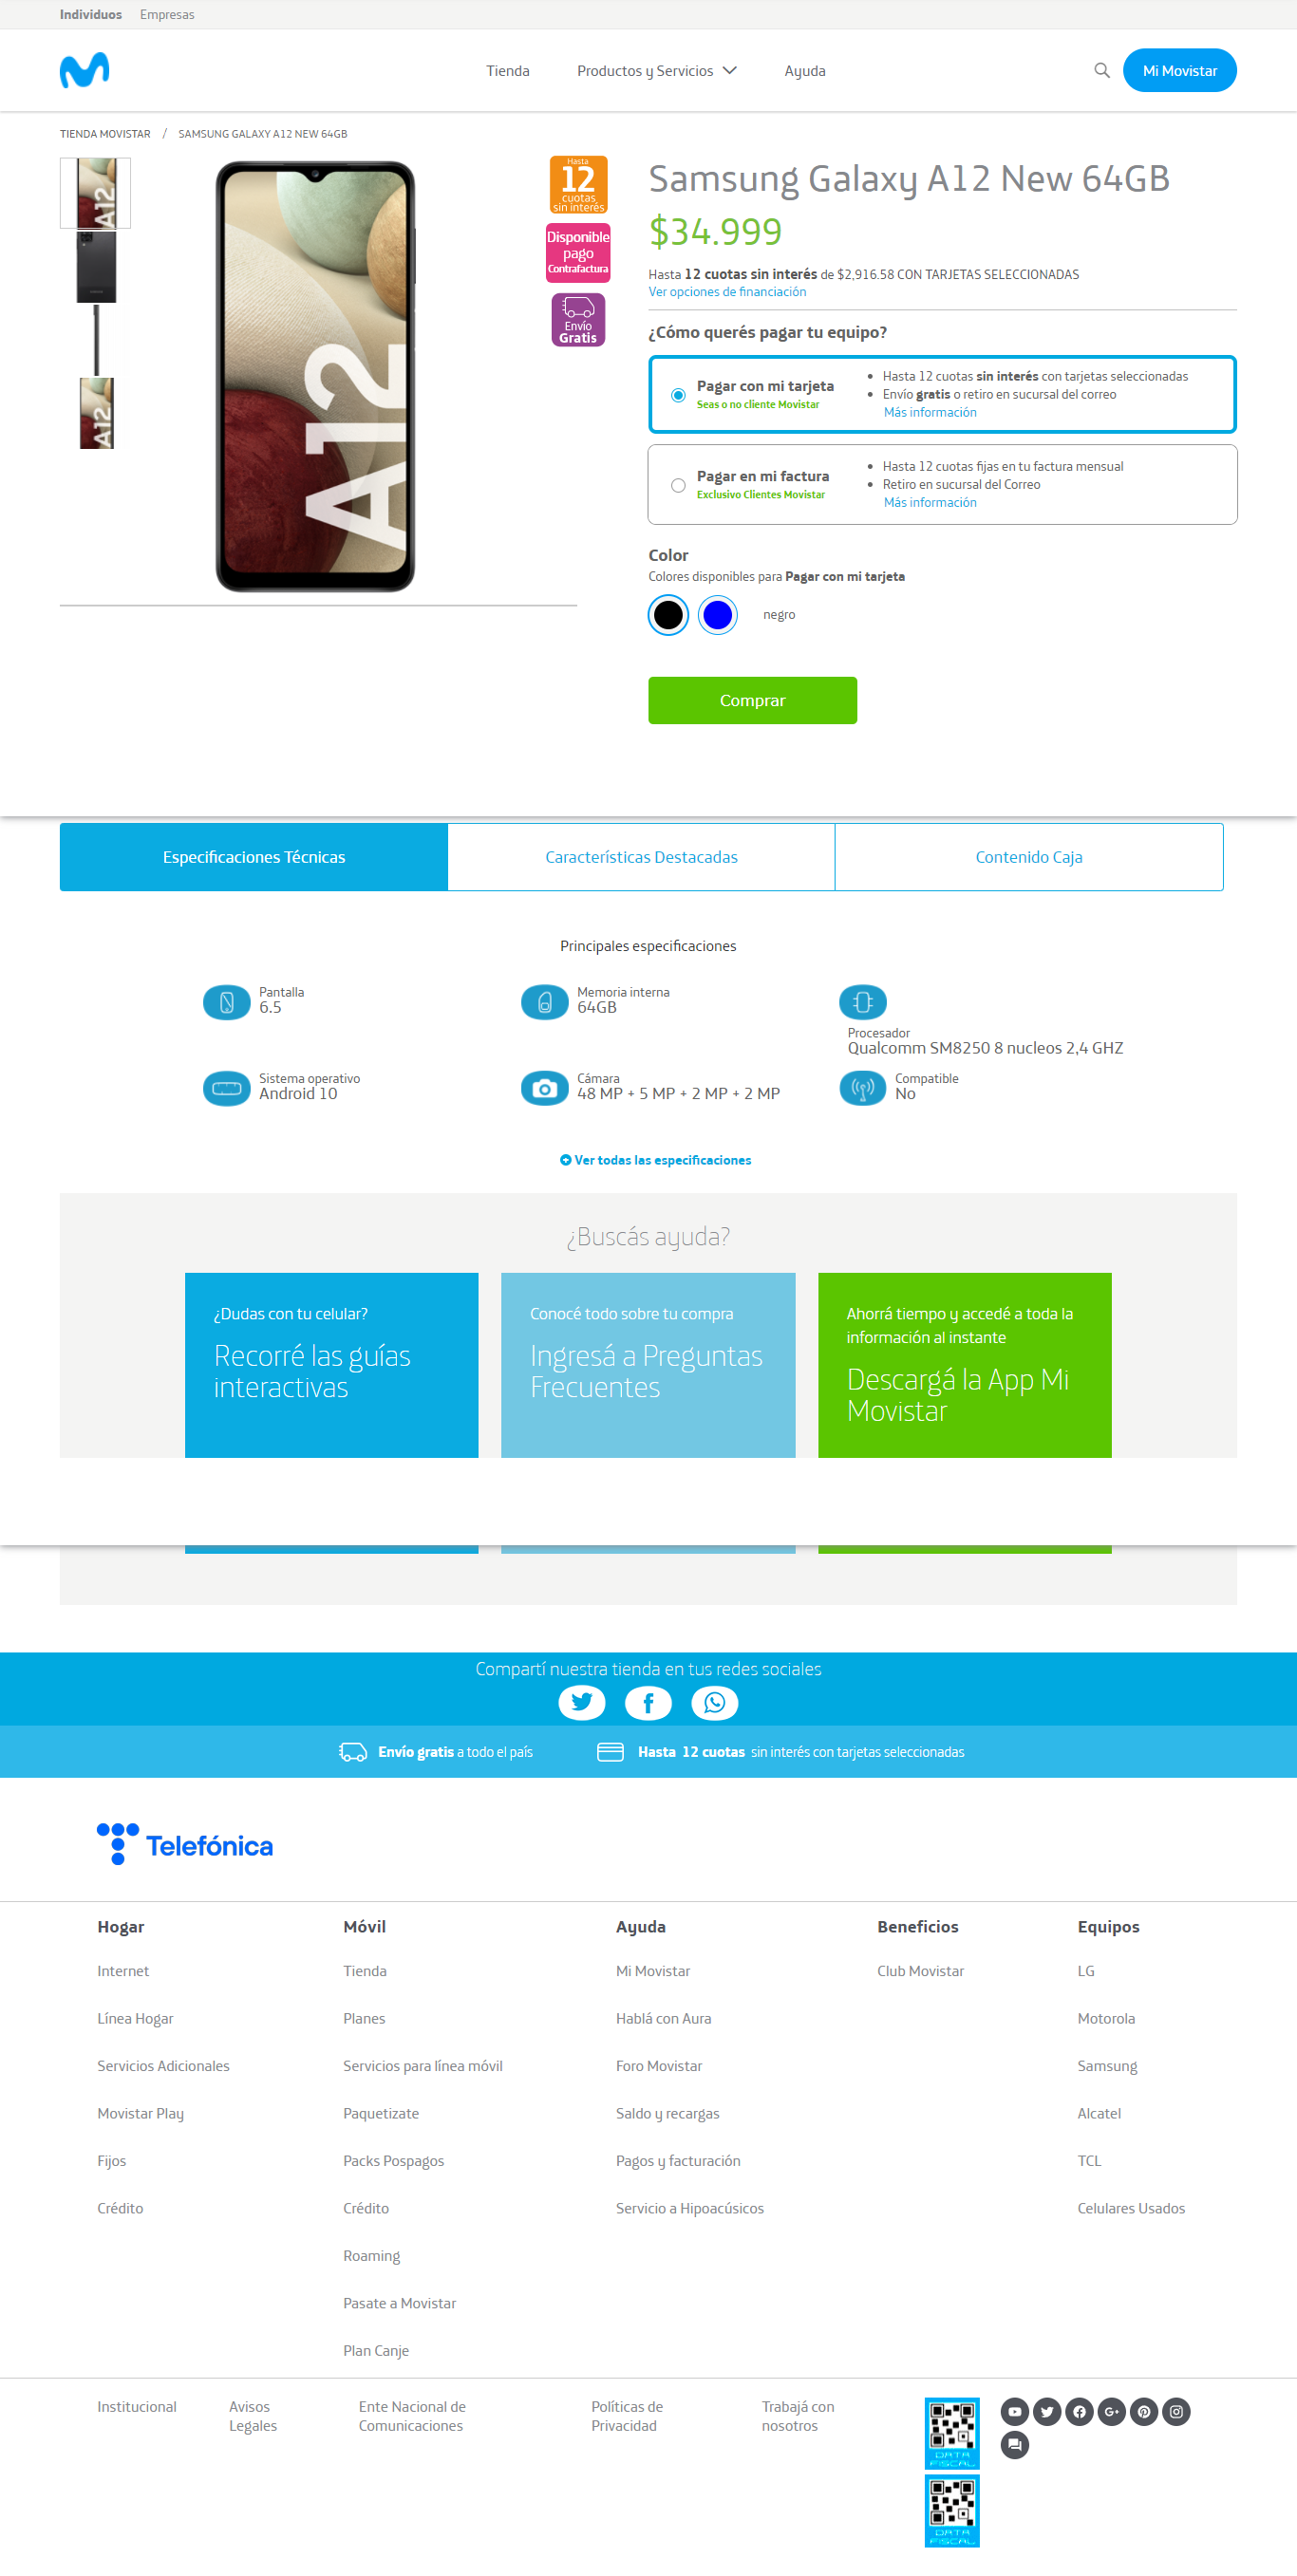 Individuos Empresas
Tienda Productos y Servicios Ayuda Mi Movistar
TIENDA MOVISTAR / SAMSUNG GALAXY A12 NEW 64GB
A12
A12
A12
Hasta
12
cuotas
sin interés
Disponible
pago
Contrafactura
Envío
Gratis
Samsung Galaxy A12 New 64GB
$34.999
Hasta 12 cuotas sin interés de $2,916.58 CON TARJETAS SELECCIONADAS
Ver opciones de financiación
¿Cómo querés pagar tu equipo?
Pagar con mi tarjeta
Seas o no cliente Movistar
Hasta 12 cuotas sin interés con tarjetas seleccionadas
Envío gratis o retiro en sucursal del correo
Más información
Pagar en mi factura
Exclusivo Clientes Movistar
Hasta 12 cuotas fijas en tu factura mensual
Retiro en sucursal del Correo
Más información
Color
Colores disponibles para Pagar con mi tarjeta
negro
Comprar
Especificaciones Técnicas
Características Destacadas
Contenido Caja
Principales especificaciones
Pantalla
6.5
Memoria interna
64GB
Procesador
Qualcomm SM8250 8 nucleos 2,4 GHZ
Sistema operativo
Android 10
Cámara
48 MP + 5 MP + 2 MP + 2 MP
Compatible
No
Ver todas las especificaciones
¿Buscás ayuda?
¿Dudas con tu celular?
Recorré las guías
interactivas
Conocé todo sobre tu compra
Ingresá a Preguntas
Frecuentes
Ahorrá tiempo y accedé a toda la
información al instante
Descargá la App Mi
Movistar
Compartí nuestra tienda en tus redes sociales
Envío gratis a todo el país
Hasta 12 cuotas sin interés con tarjetas seleccionadas
Telefónica
Hogar
Internet
Línea Hogar
Servicios Adicionales
Movistar Play
Fijos
Crédito
Móvil
Tienda
Planes
Servicios para línea móvil
Paquetizate
Packs Pospagos
Crédito
Roaming
Pasate a Movistar
Plan Canje
Ayuda
Mi Movistar
Hablá con Aura
Foro Movistar
Saldo y recargas
Pagos y facturación
Servicio a Hipoacúsicos
Beneficios
Club Movistar
Equipos
LG
Motorola
Samsung
Alcatel
TCL
Celulares Usados
Institucional
Avisos
Legales
Ente Nacional de
Comunicaciones
Políticas de
Privacidad
Trabajá con
nosotros
DATA
FISCAL
DATA
FISCAL